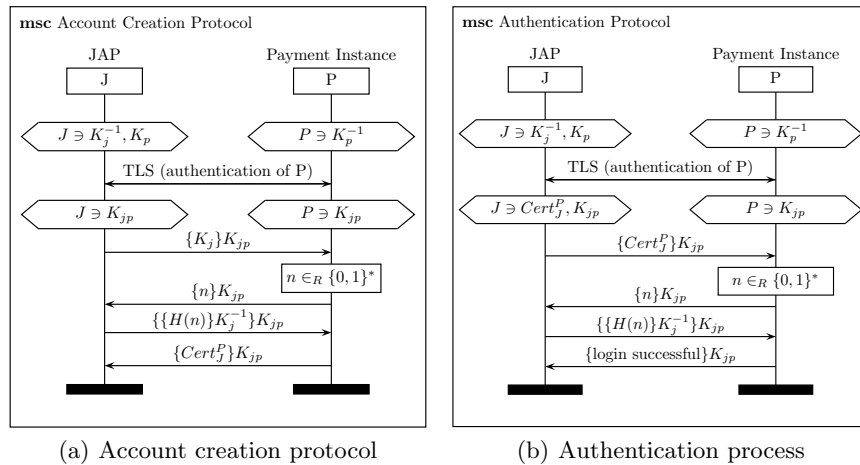 msc Account Creation Protocol
JAP
Payment Instance
J
P
J ∋ K_j^{-1}, K_p
P ∋ K_p^{-1}
TLS (authentication of P)
J ∋ K_{jp}
P ∋ K_{jp}
{K_j}K_{jp}
n ∈_R {0, 1}*
{n}K_{jp}
{{H(n)}K_j^{-1}}K_{jp}
{Cert_J^P}K_{jp}
(a) Account creation protocol
msc Authentication Protocol
JAP
Payment Instance
J
P
J ∋ K_j^{-1}, K_p
P ∋ K_p^{-1}
TLS (authentication of P)
J ∋ Cert_J^P, K_{jp}
P ∋ K_{jp}
{Cert_J^P}K_{jp}
n ∈_R {0, 1}*
{n}K_{jp}
{{H(n)}K_j^{-1}}K_{jp}
{login successful}K_{jp}
(b) Authentication process